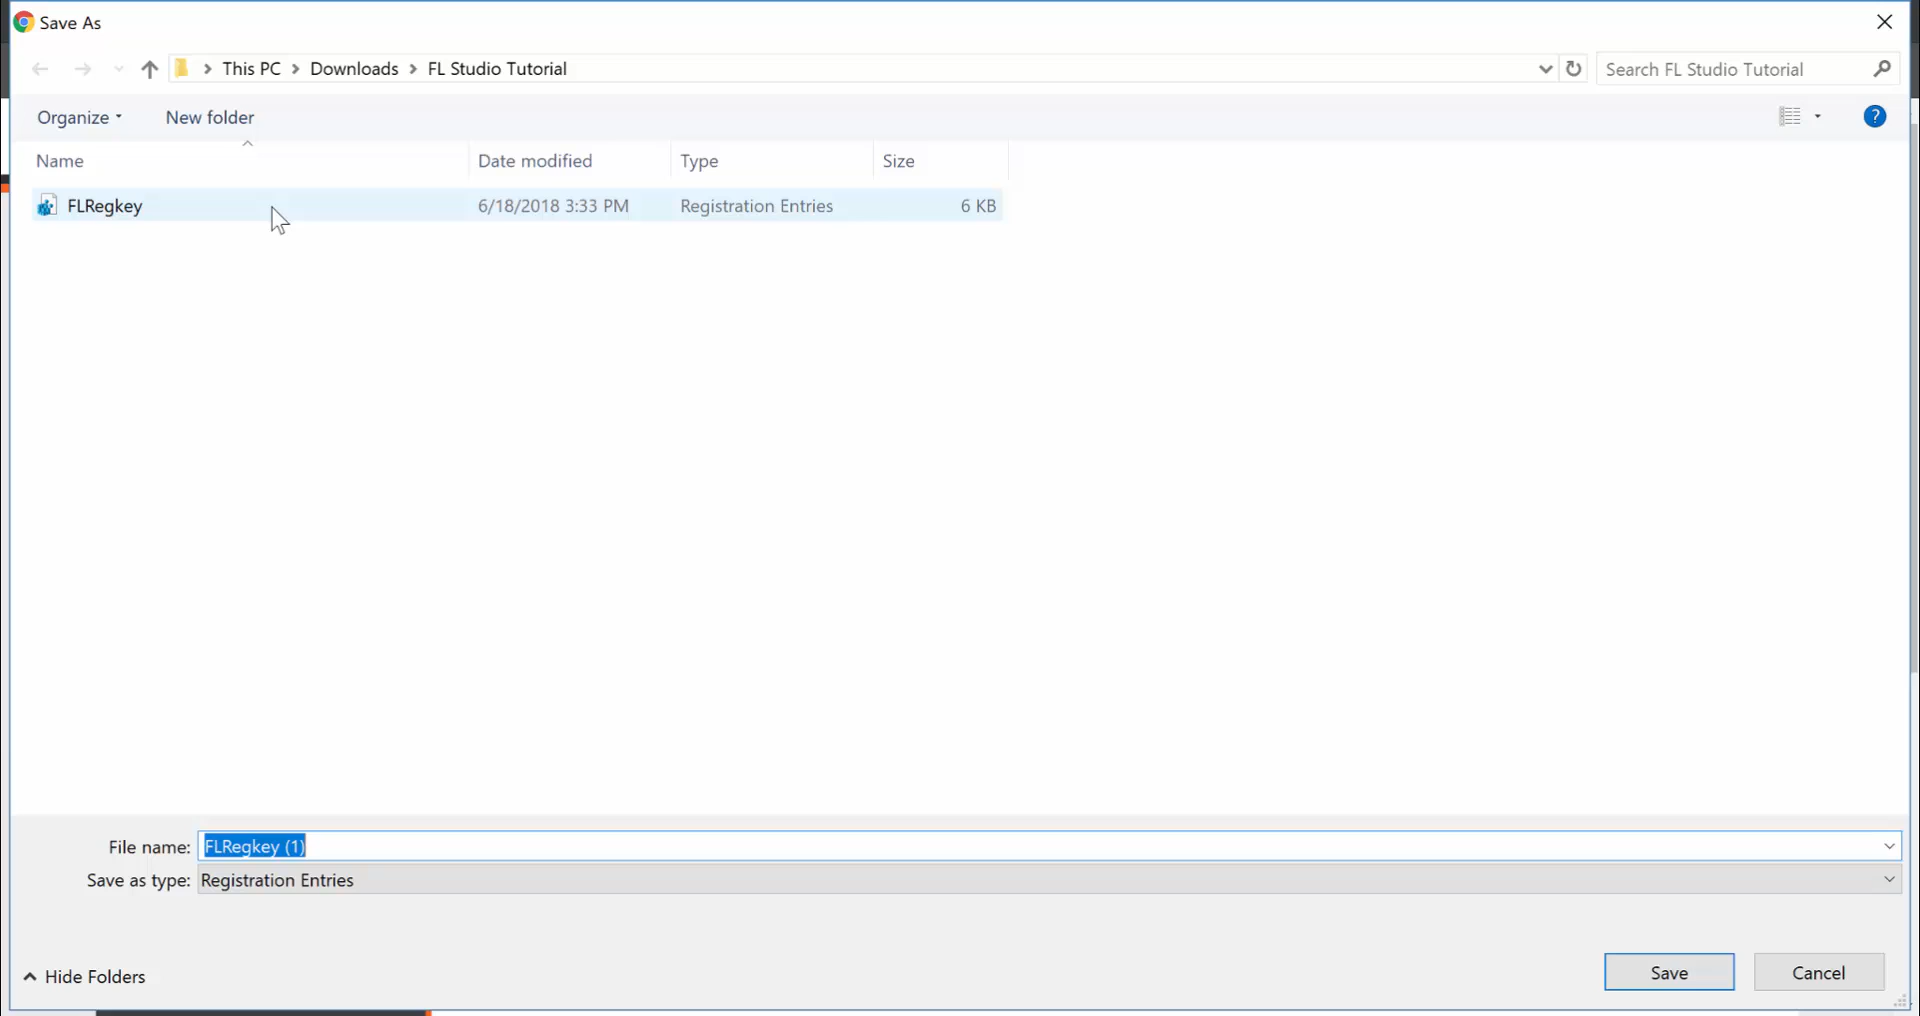 Save As
This PC > Downloads > FL Studio Tutorial
Search FL Studio Tutorial
Organize
New folder
?
Name
Date modified
Type
Size
FLRegkey
6/18/2018 3:33 PM
Registration Entries
6 KB
File name: FLRegkey (1)
Save as type: Registration Entries
Hide Folders
Save
Cancel